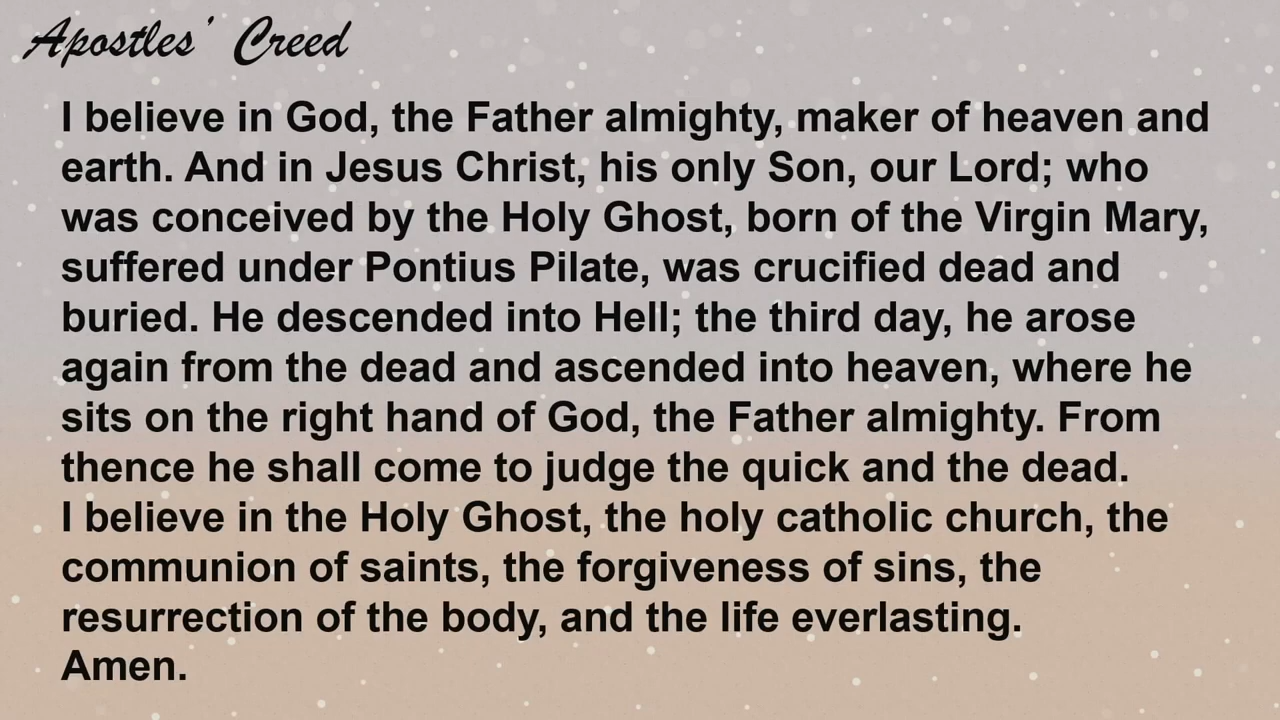 Apostles' Creed
I believe in God, the Father almighty, maker of heaven and
earth. And in Jesus Christ, his only Son, our Lord; who
was conceived by the Holy Ghost, born of the Virgin Mary,
suffered under Pontius Pilate, was crucified dead and
buried. He descended into Hell; the third day, he arose
again from the dead and ascended into heaven, where he
sits on the right hand of God, the Father almighty. From
thence he shall come to judge the quick and the dead.
I believe in the Holy Ghost, the holy catholic church, the
communion of saints, the forgiveness of sins, the
resurrection of the body, and the life everlasting.
Amen.